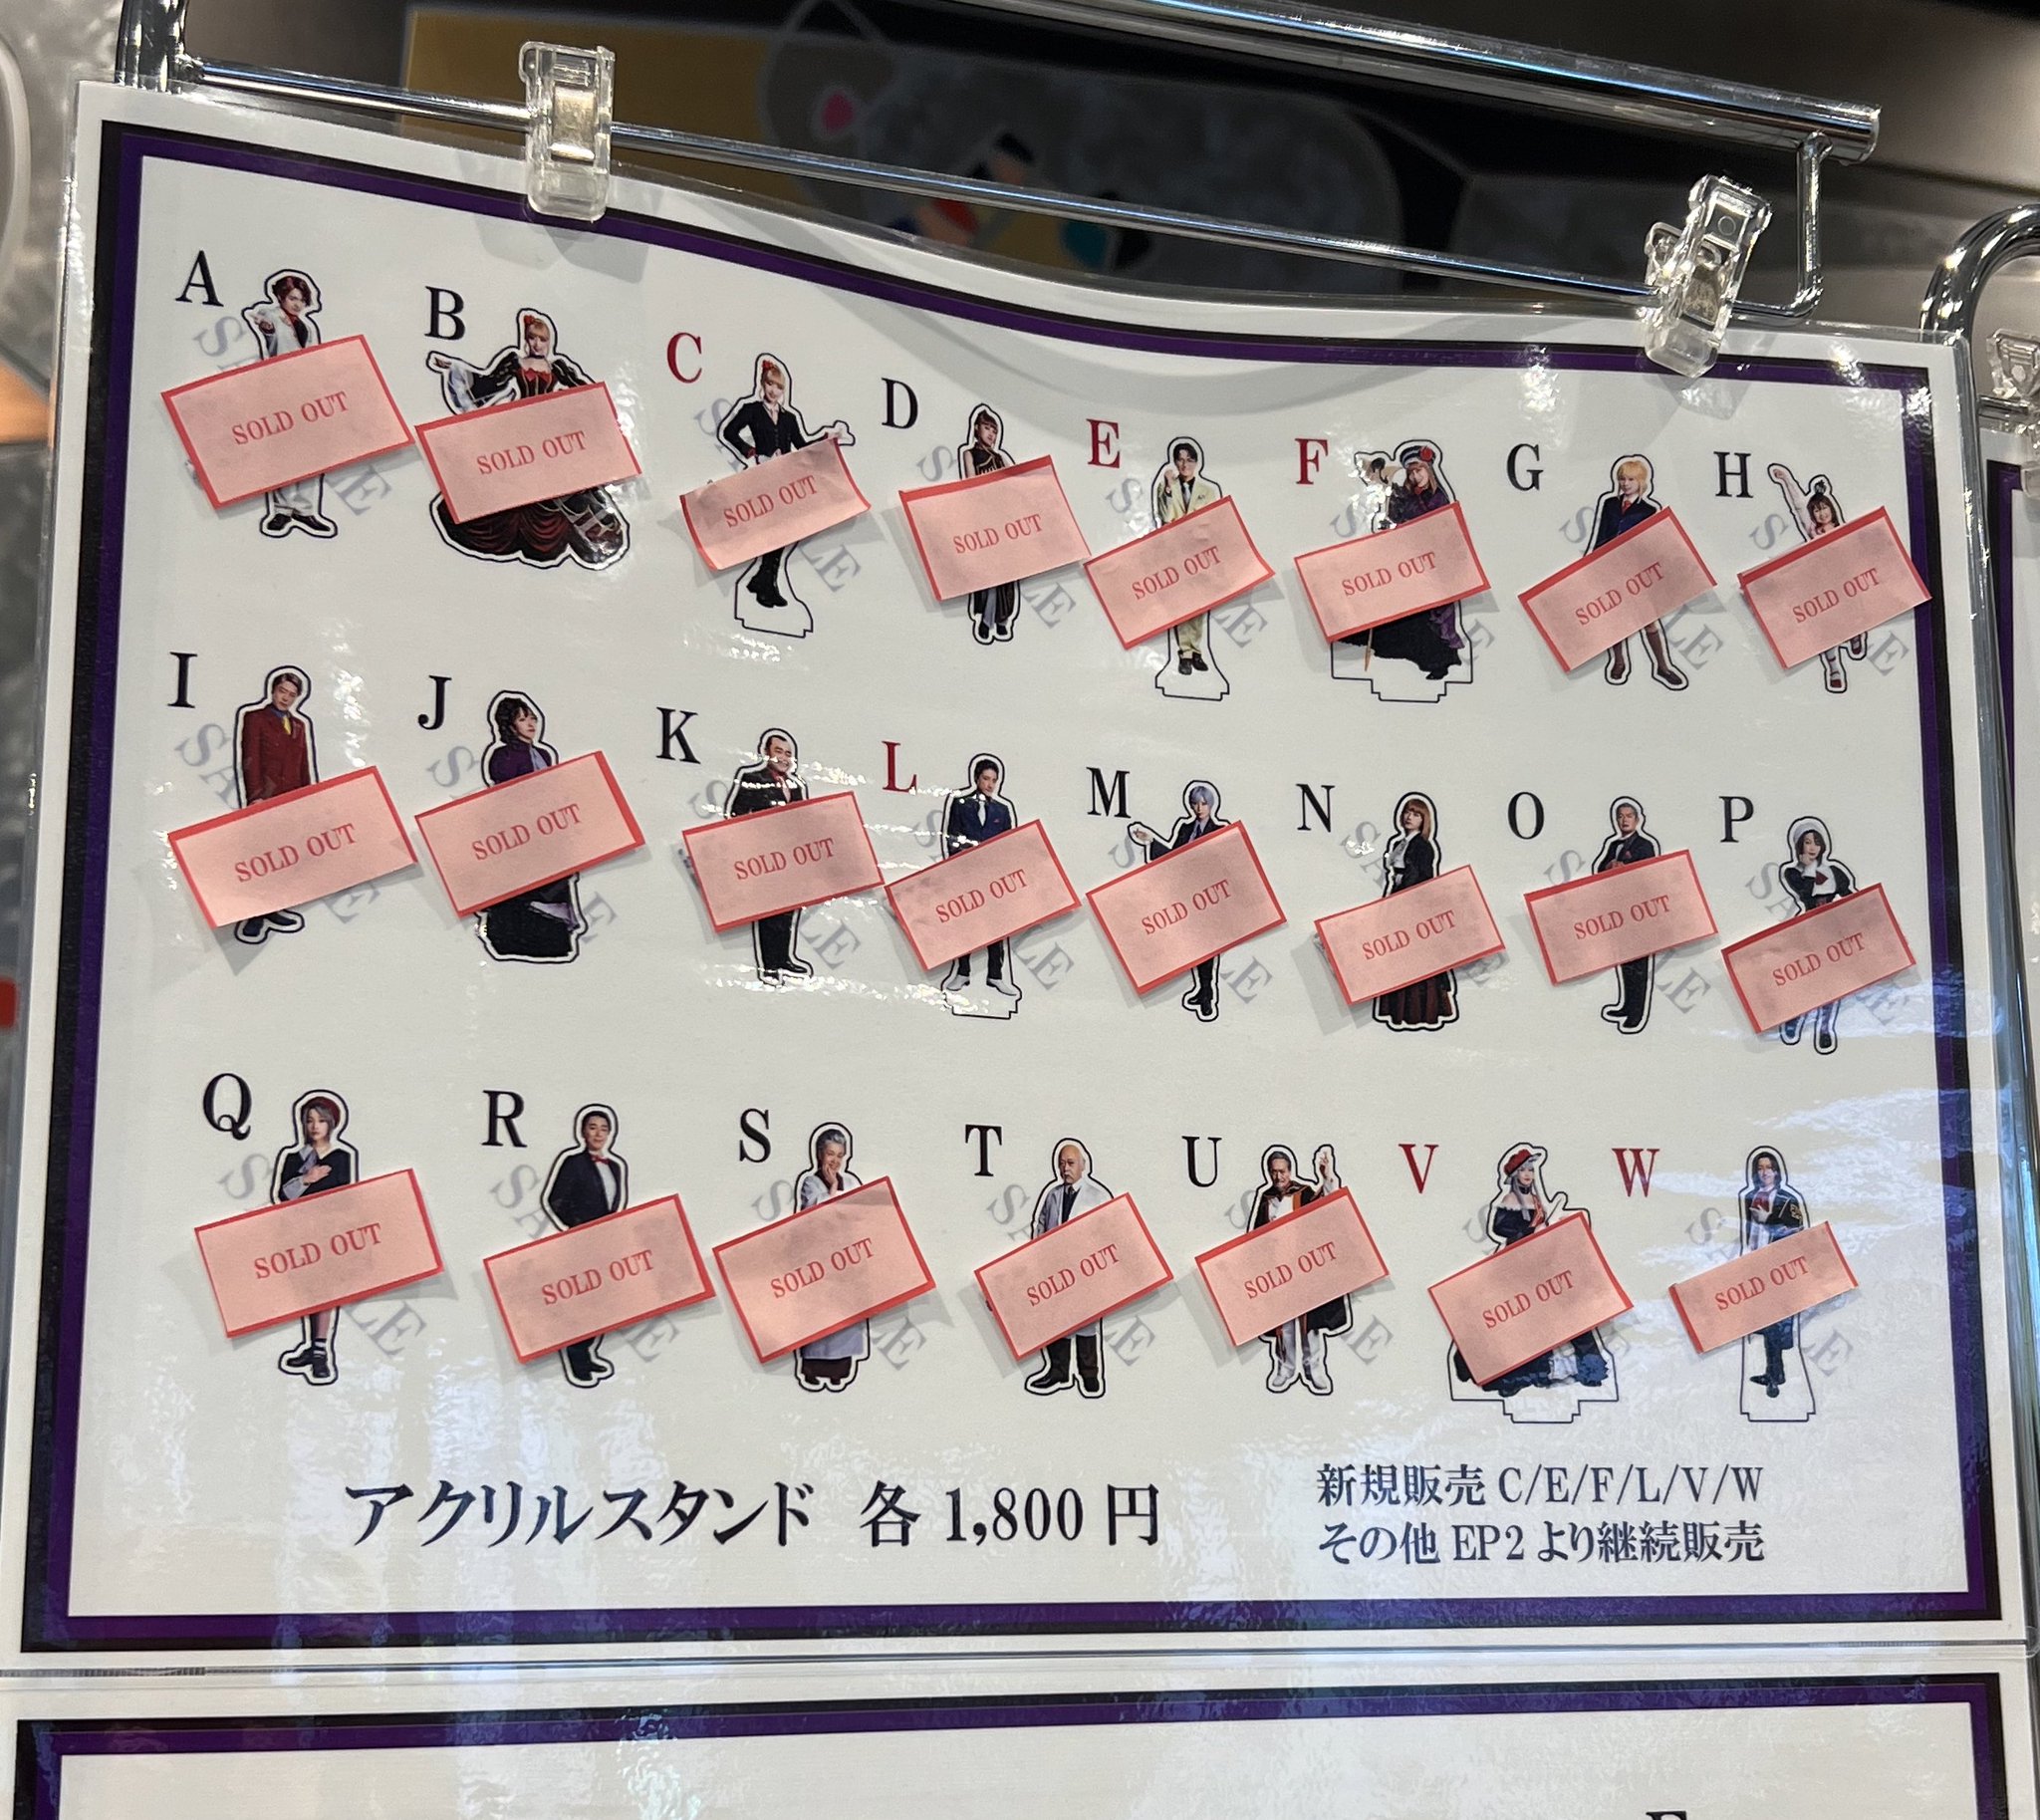 A B C D E F G H
SOLD OUT SOLD OUT SOLD OUT SOLD OUT SOLD OUT SOLD OUT SOLD OUT SOLD OUT
I J K L M N O P
SOLD OUT SOLD OUT SOLD OUT SOLD OUT SOLD OUT SOLD OUT SOLD OUT SOLD OUT
Q R S T U V W
SOLD OUT SOLD OUT SOLD OUT SOLD OUT SOLD OUT SOLD OUT SOLD OUT
アクリルスタンド 各 1,800 円
新規販売 C/E/F/L/V/W
その他 EP2 より継続販売